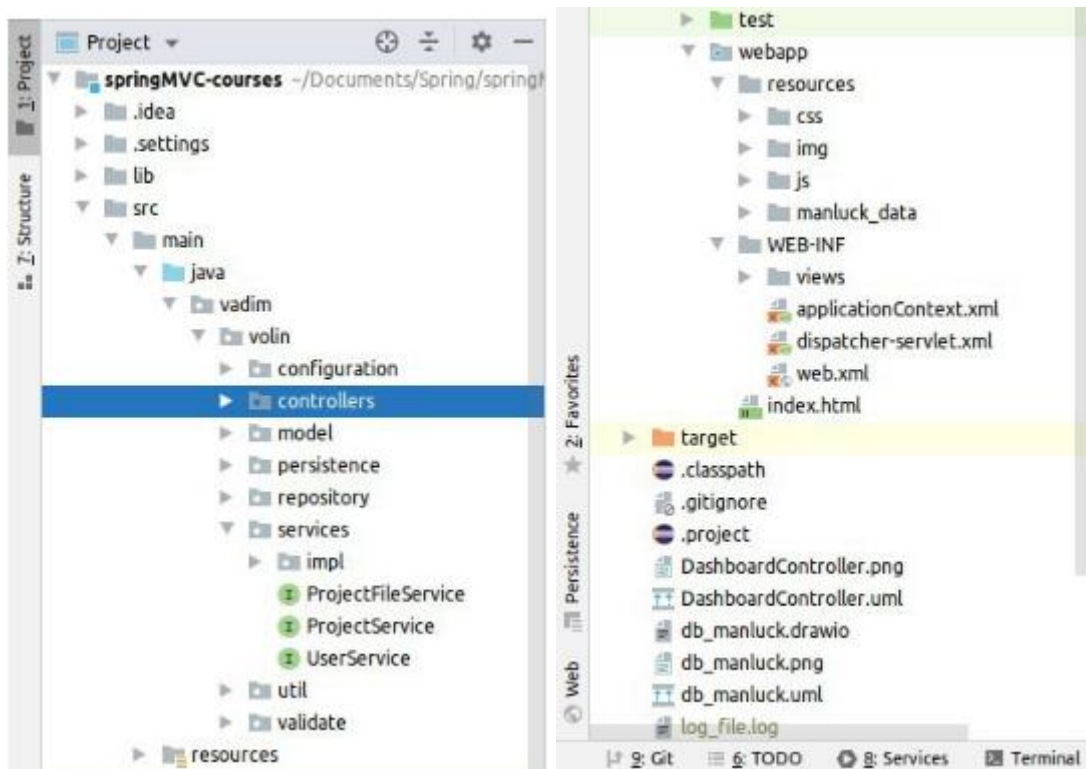 1: Project
7: Structure
Project
springMVC-courses ~/Documents/Spring/spring
.idea
.settings
lib
src
main
java
vadim
volin
configuration
controllers
model
persistence
repository
services
impl
ProjectFileService
ProjectService
UserService
util
validate
resources
2: Favorites
Persistence
Web
test
webapp
resources
css
img
js
manluck_data
WEB-INF
views
applicationContext.xml
dispatcher-servlet.xml
web.xml
index.html
target
.classpath
.gitignore
.project
DashboardController.png
DashboardController.uml
db_manluck.drawio
db_manluck.png
db_manluck.uml
log_file.log
9: Git 6: TODO 8: Services Terminal